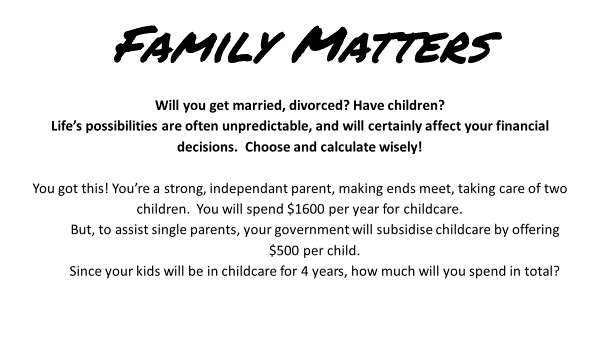 Family Matters
Will you get married, divorced? Have children?
Life's possibilities are often unpredictable, and will certainly affect your financial
decisions.  Choose and calculate wisely!
You got this! You're a strong, independant parent, making ends meet, taking care of two
children.  You will spend $1600 per year for childcare.
But, to assist single parents, your government will subsidise childcare by offering
$500 per child.
Since your kids will be in childcare for 4 years, how much will you spend in total?